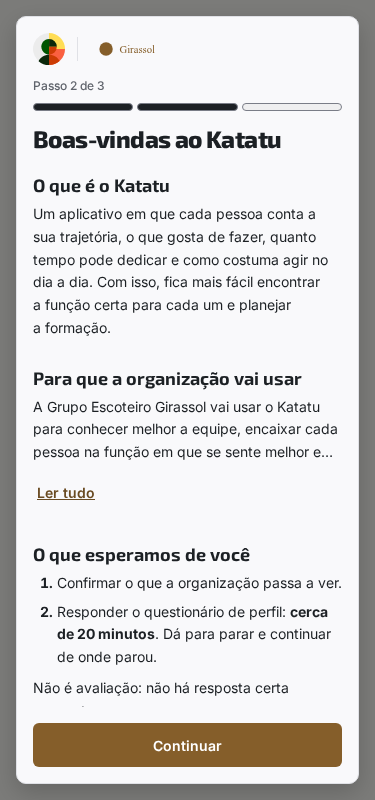 Girassol
Passo 2 de 3
Boas-vindas ao Katatu
O que é o Katatu
Um aplicativo em que cada pessoa conta a
sua trajetória, o que gosta de fazer, quanto
tempo pode dedicar e como costuma agir no
dia a dia. Com isso, fica mais fácil encontrar
a função certa para cada um e planejar
a formação.
Para que a organização vai usar
A Grupo Escoteiro Girassol vai usar o Katatu
para conhecer melhor a equipe, encaixar cada
pessoa na função em que se sente melhor e...
Ler tudo
O que esperamos de você
1. Confirmar o que a organização passa a ver.
2. Responder o questionário de perfil: cerca
de 20 minutos. Dá para parar e continuar
de onde parou.
Não é avaliação: não há resposta certa
Continuar